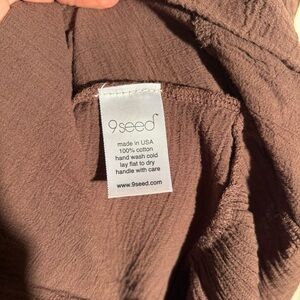 9seed
made in USA
100% cotton
hand wash cold
lay flat to dry
handle with care
www.9seed.com